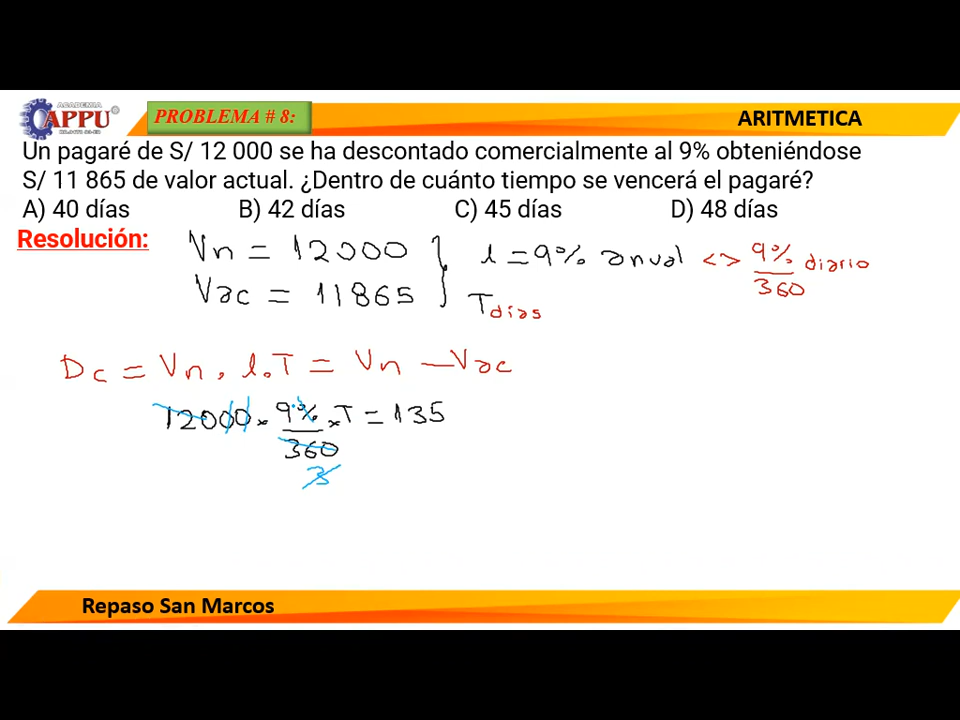 ACADEMIA
APPU®
PROBLEMA # 8:
ARITMETICA
Un pagaré de S/ 12 000 se ha descontado comercialmente al 9% obteniéndose
S/ 11 865 de valor actual. ¿Dentro de cuánto tiempo se vencerá el pagaré?
A) 40 días B) 42 días C) 45 días D) 48 días
Resolución:
Vn = 12000 } i = 9% anual <> 9%/360 diario
Vac = 11865 } T días
Dc = Vn . i . T = Vn - Vac
12000 . 9%/360 . T = 135
3
Repaso San Marcos